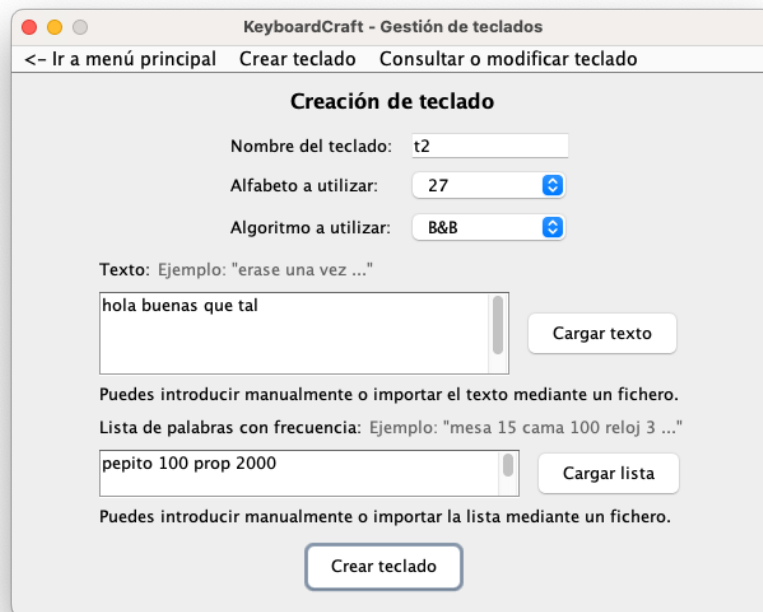 KeyboardCraft - Gestión de teclados
<- Ir a menú principal Crear teclado Consultar o modificar teclado
Creación de teclado
Nombre del teclado: t2
Alfabeto a utilizar: 27
Algoritmo a utilizar: B&B
Texto: Ejemplo: "erase una vez ..."
hola buenas que tal
Cargar texto
Puedes introducir manualmente o importar el texto mediante un fichero.
Lista de palabras con frecuencia: Ejemplo: "mesa 15 cama 100 reloj 3 ..."
pepito 100 prop 2000
Cargar lista
Puedes introducir manualmente o importar la lista mediante un fichero.
Crear teclado